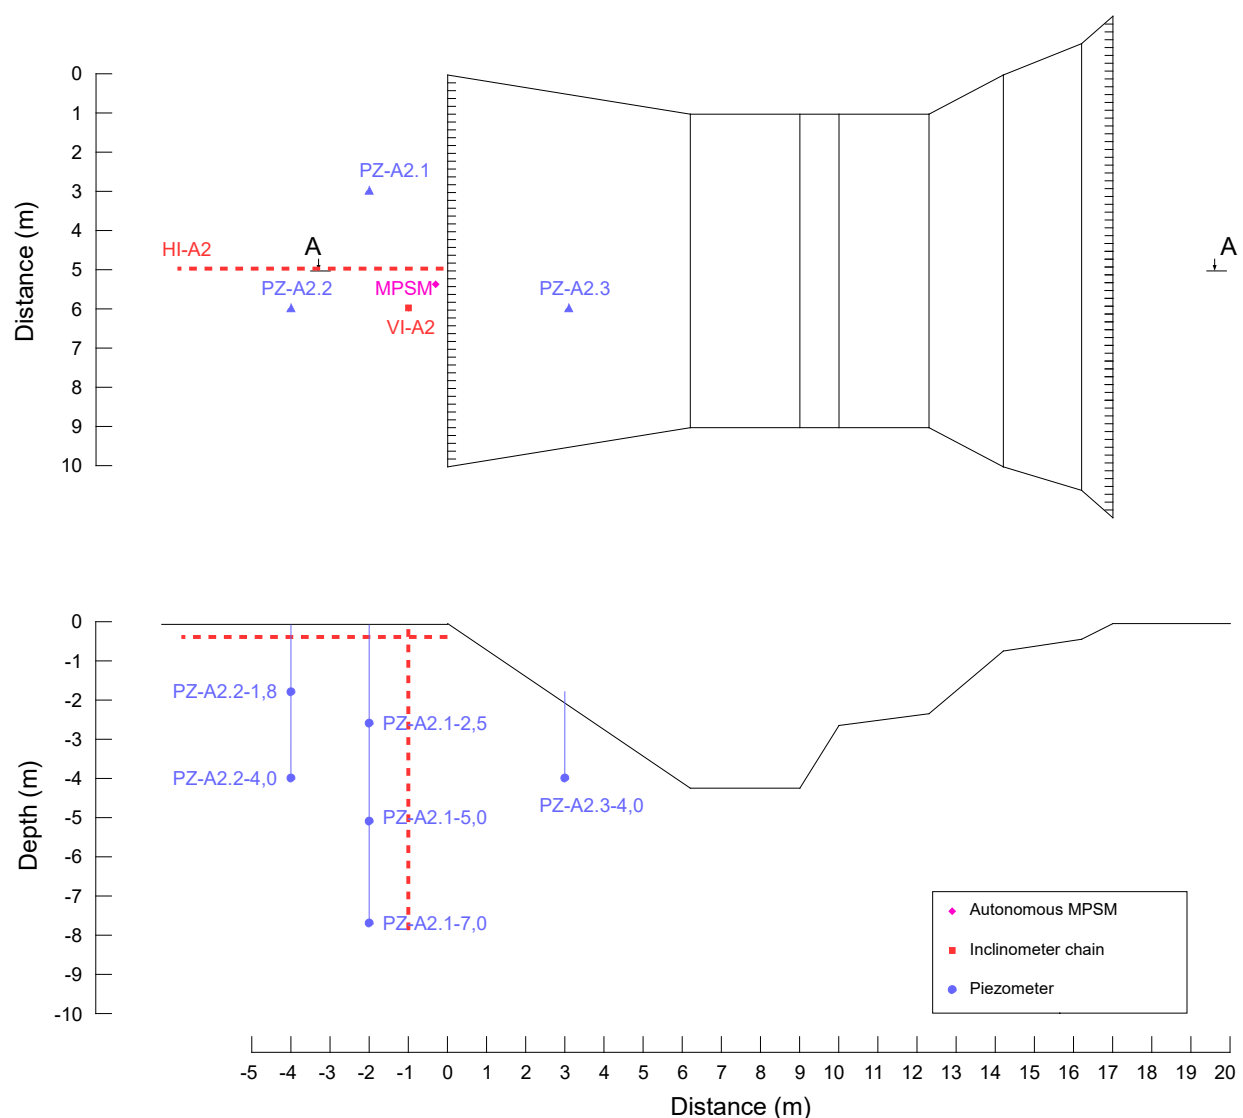 0
1
2
3
4
5
6
7
8
9
10
Distance (m)
PZ-A2.1
HI-A2
A
A
PZ-A2.2
MPSM
PZ-A2.3
VI-A2
0
-1
-2
-3
-4
-5
-6
-7
-8
-9
-10
Depth (m)
PZ-A2.2-1,8
PZ-A2.1-2,5
PZ-A2.2-4,0
PZ-A2.3-4,0
PZ-A2.1-5,0
PZ-A2.1-7,0
Autonomous MPSM
Inclinometer chain
Piezometer
-5 -4 -3 -2 -1 0 1 2 3 4 5 6 7 8 9 10 11 12 13 14 15 16 17 18 19 20
Distance (m)